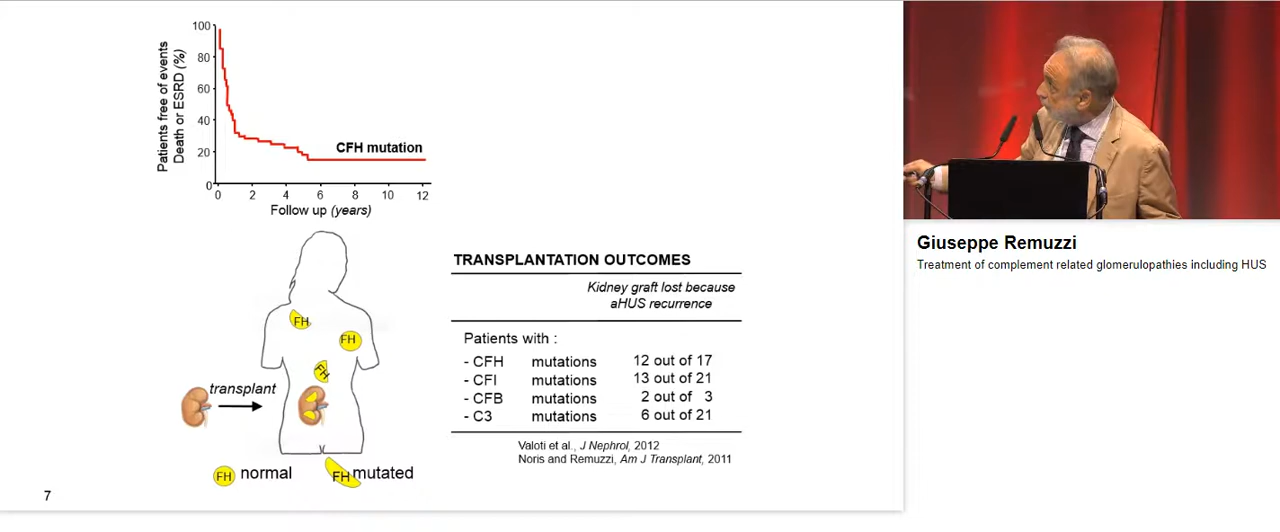 Patients free of events
Death or ESRD (%)
100
80
60
40
20
0
CFH mutation
0 2 4 6 8 10 12
Follow up (years)
FH
FH
FH
transplant
FH normal
FH mutated
TRANSPLANTATION OUTCOMES
Kidney graft lost because
aHUS recurrence
Patients with :
- CFH mutations 12 out of 17
- CFI mutations 13 out of 21
- CFB mutations 2 out of 3
- C3 mutations 6 out of 21
Valoti et al., J Nephrol, 2012
Noris and Remuzzi, Am J Transplant, 2011
7
Giuseppe Remuzzi
Treatment of complement related glomerulopathies including HUS